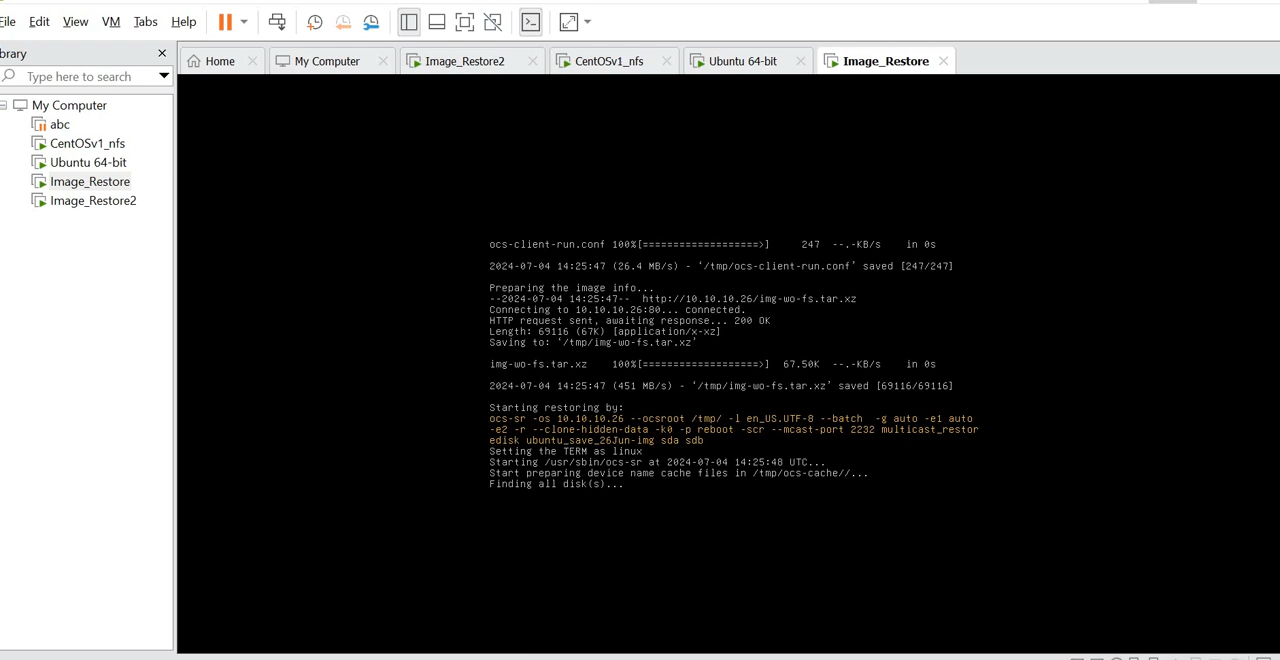 File Edit View VM Tabs Help
brary
Type here to search
My Computer
abc
CentOSv1_nfs
Ubuntu 64-bit
Image_Restore
Image_Restore2
Home My Computer Image_Restore2 CentOSv1_nfs Ubuntu 64-bit Image_Restore
ocs-client-run.conf 100%[===================>] 247 --.-KB/s in 0s
2024-07-04 14:25:47 (26.4 MB/s) - ‘/tmp/ocs-client-run.conf’ saved [247/247]
Preparing the image info...
--2024-07-04 14:25:47-- http://10.10.10.26/img-wo-fs.tar.xz
Connecting to 10.10.10.26:80... connected.
HTTP request sent, awaiting response... 200 OK
Length: 69116 (67K) [application/x-xz]
Saving to: ‘/tmp/img-wo-fs.tar.xz’
img-wo-fs.tar.xz 100%[===================>] 67.50K --.-KB/s in 0s
2024-07-04 14:25:47 (451 MB/s) - ‘/tmp/img-wo-fs.tar.xz’ saved [69116/69116]
Starting restoring by:
ocs-sr -os 10.10.10.26 --ocsroot /tmp/ -l en_US.UTF-8 --batch -g auto -e1 auto
-e2 -r --clone-hidden-data -k0 -p reboot -scr --mcast-port 2232 multicast_restor
edisk ubuntu_save_26Jun-img sda sdb
Setting the TERM as linux
Starting /usr/sbin/ocs-sr at 2024-07-04 14:25:48 UTC...
Start preparing device name cache files in /tmp/ocs-cache//...
Finding all disk(s)...